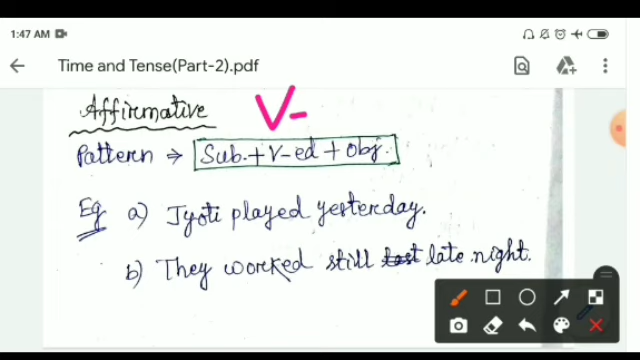 1:47 AM
Time and Tense(Part-2).pdf
Affirmative
V-
Pattern → Sub.+V-ed+Obj.
Eg a) Jyoti played yesterday.
b) They worked still last late night.